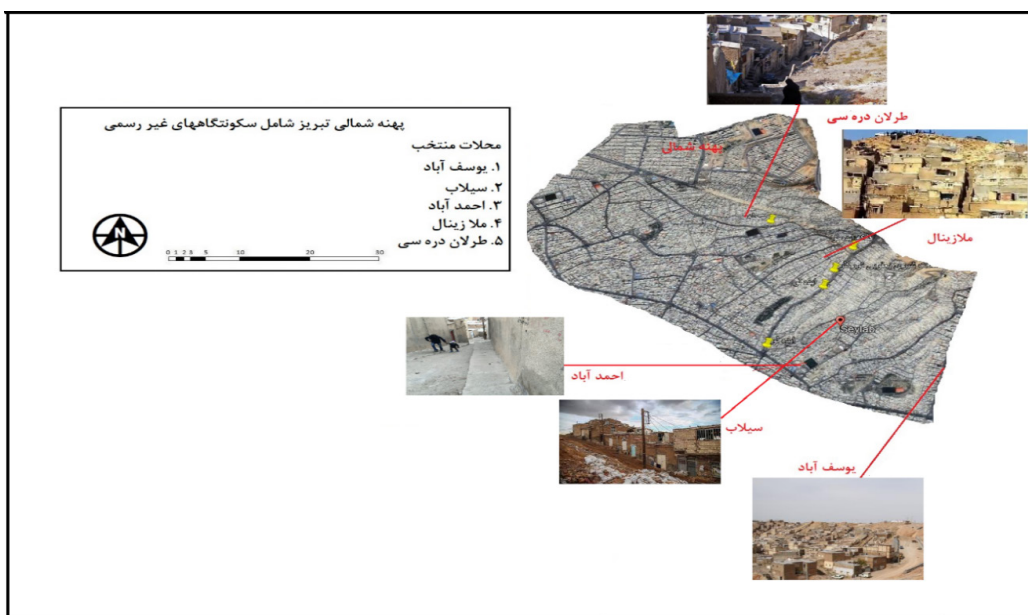 پهنه شمالی تبریز شامل سکونتگاههای غیر رسمی
محلات منتخب
۱. یوسف آباد
۲. سیلاب
۳. احمد آباد
۴. ملا زینال
۵. طرلان دره سی
N
0 1 2 3 5 10 20 30
طرلان دره سی
پهنه شمالی
ملازینال
Seylab
احمد آباد
سیلاب
یوسف آباد